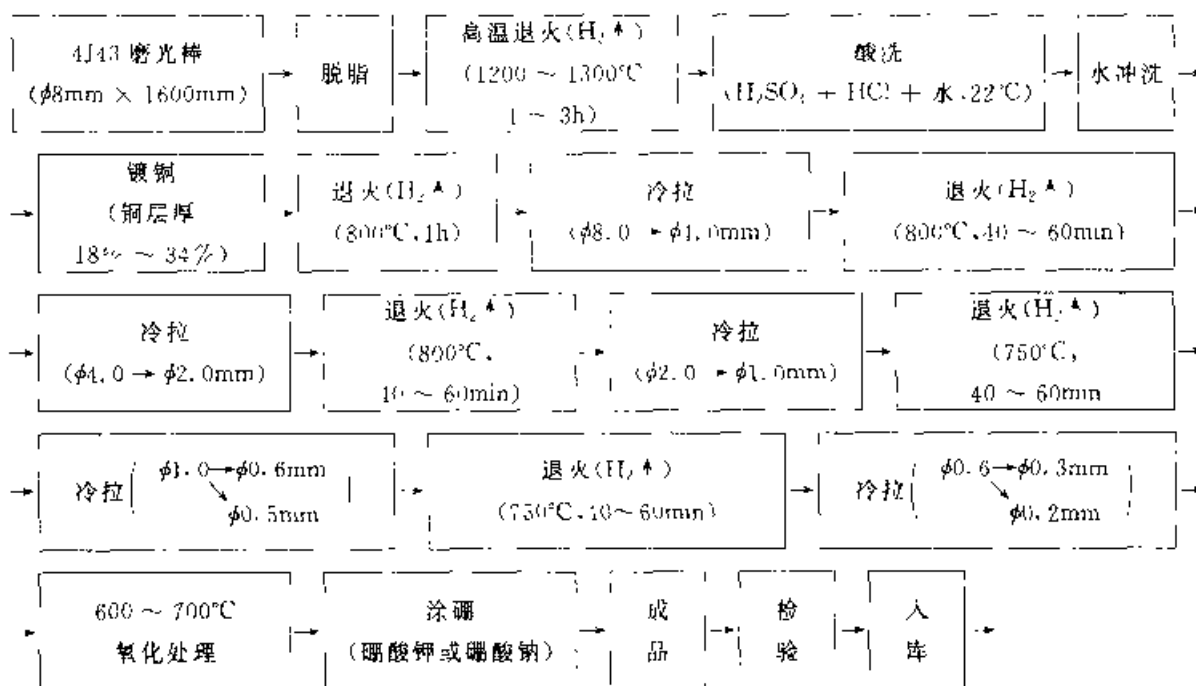 4J43 磨光棒
(φ8mm × 1600mm)
脱脂
高温退火(H₂↑)
(1200 ~ 1300℃
1 ~ 3h)
酸洗
(H₂SO₄ + HCl + 水、22℃)
水冲洗
镀铜
(铜层厚
18% ~ 34%)
退火(H₂↑)
(800℃、1h)
冷拉
(φ8.0 → φ4.0mm)
退火(H₂↑)
(800℃、40 ~ 60min)
冷拉
(φ4.0 → φ2.0mm)
退火(H₂↑)
(800℃、
40 ~ 60min)
冷拉
(φ2.0 → φ1.0mm)
退火(H₂↑)
(750℃,
40 ~ 60min
冷拉(φ1.0→φ0.6mm
φ0.5mm)
退火(H₂↑)
(750℃、40~60min)
冷拉(φ0.6→φ0.3mm
φ0.2mm)
600 ~ 700℃
氧化处理
涂硼
(硼酸钾或硼酸钠)
成品
检验
入库